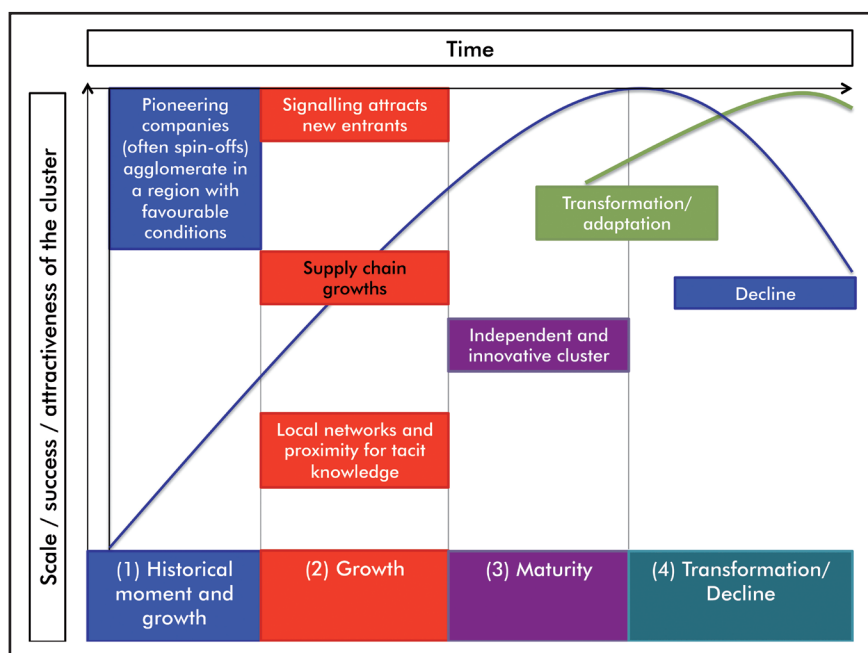 Time
Scale / success / attractiveness of the cluster
Pioneering
companies
(often spin-offs)
agglomerate in
a region with
favourable
conditions
Signalling attracts
new entrants
Supply chain
growths
Local networks and
proximity for tacit
knowledge
Independent and
innovative cluster
Transformation/
adaptation
Decline
(1) Historical
moment and
growth
(2) Growth
(3) Maturity
(4) Transformation/
Decline